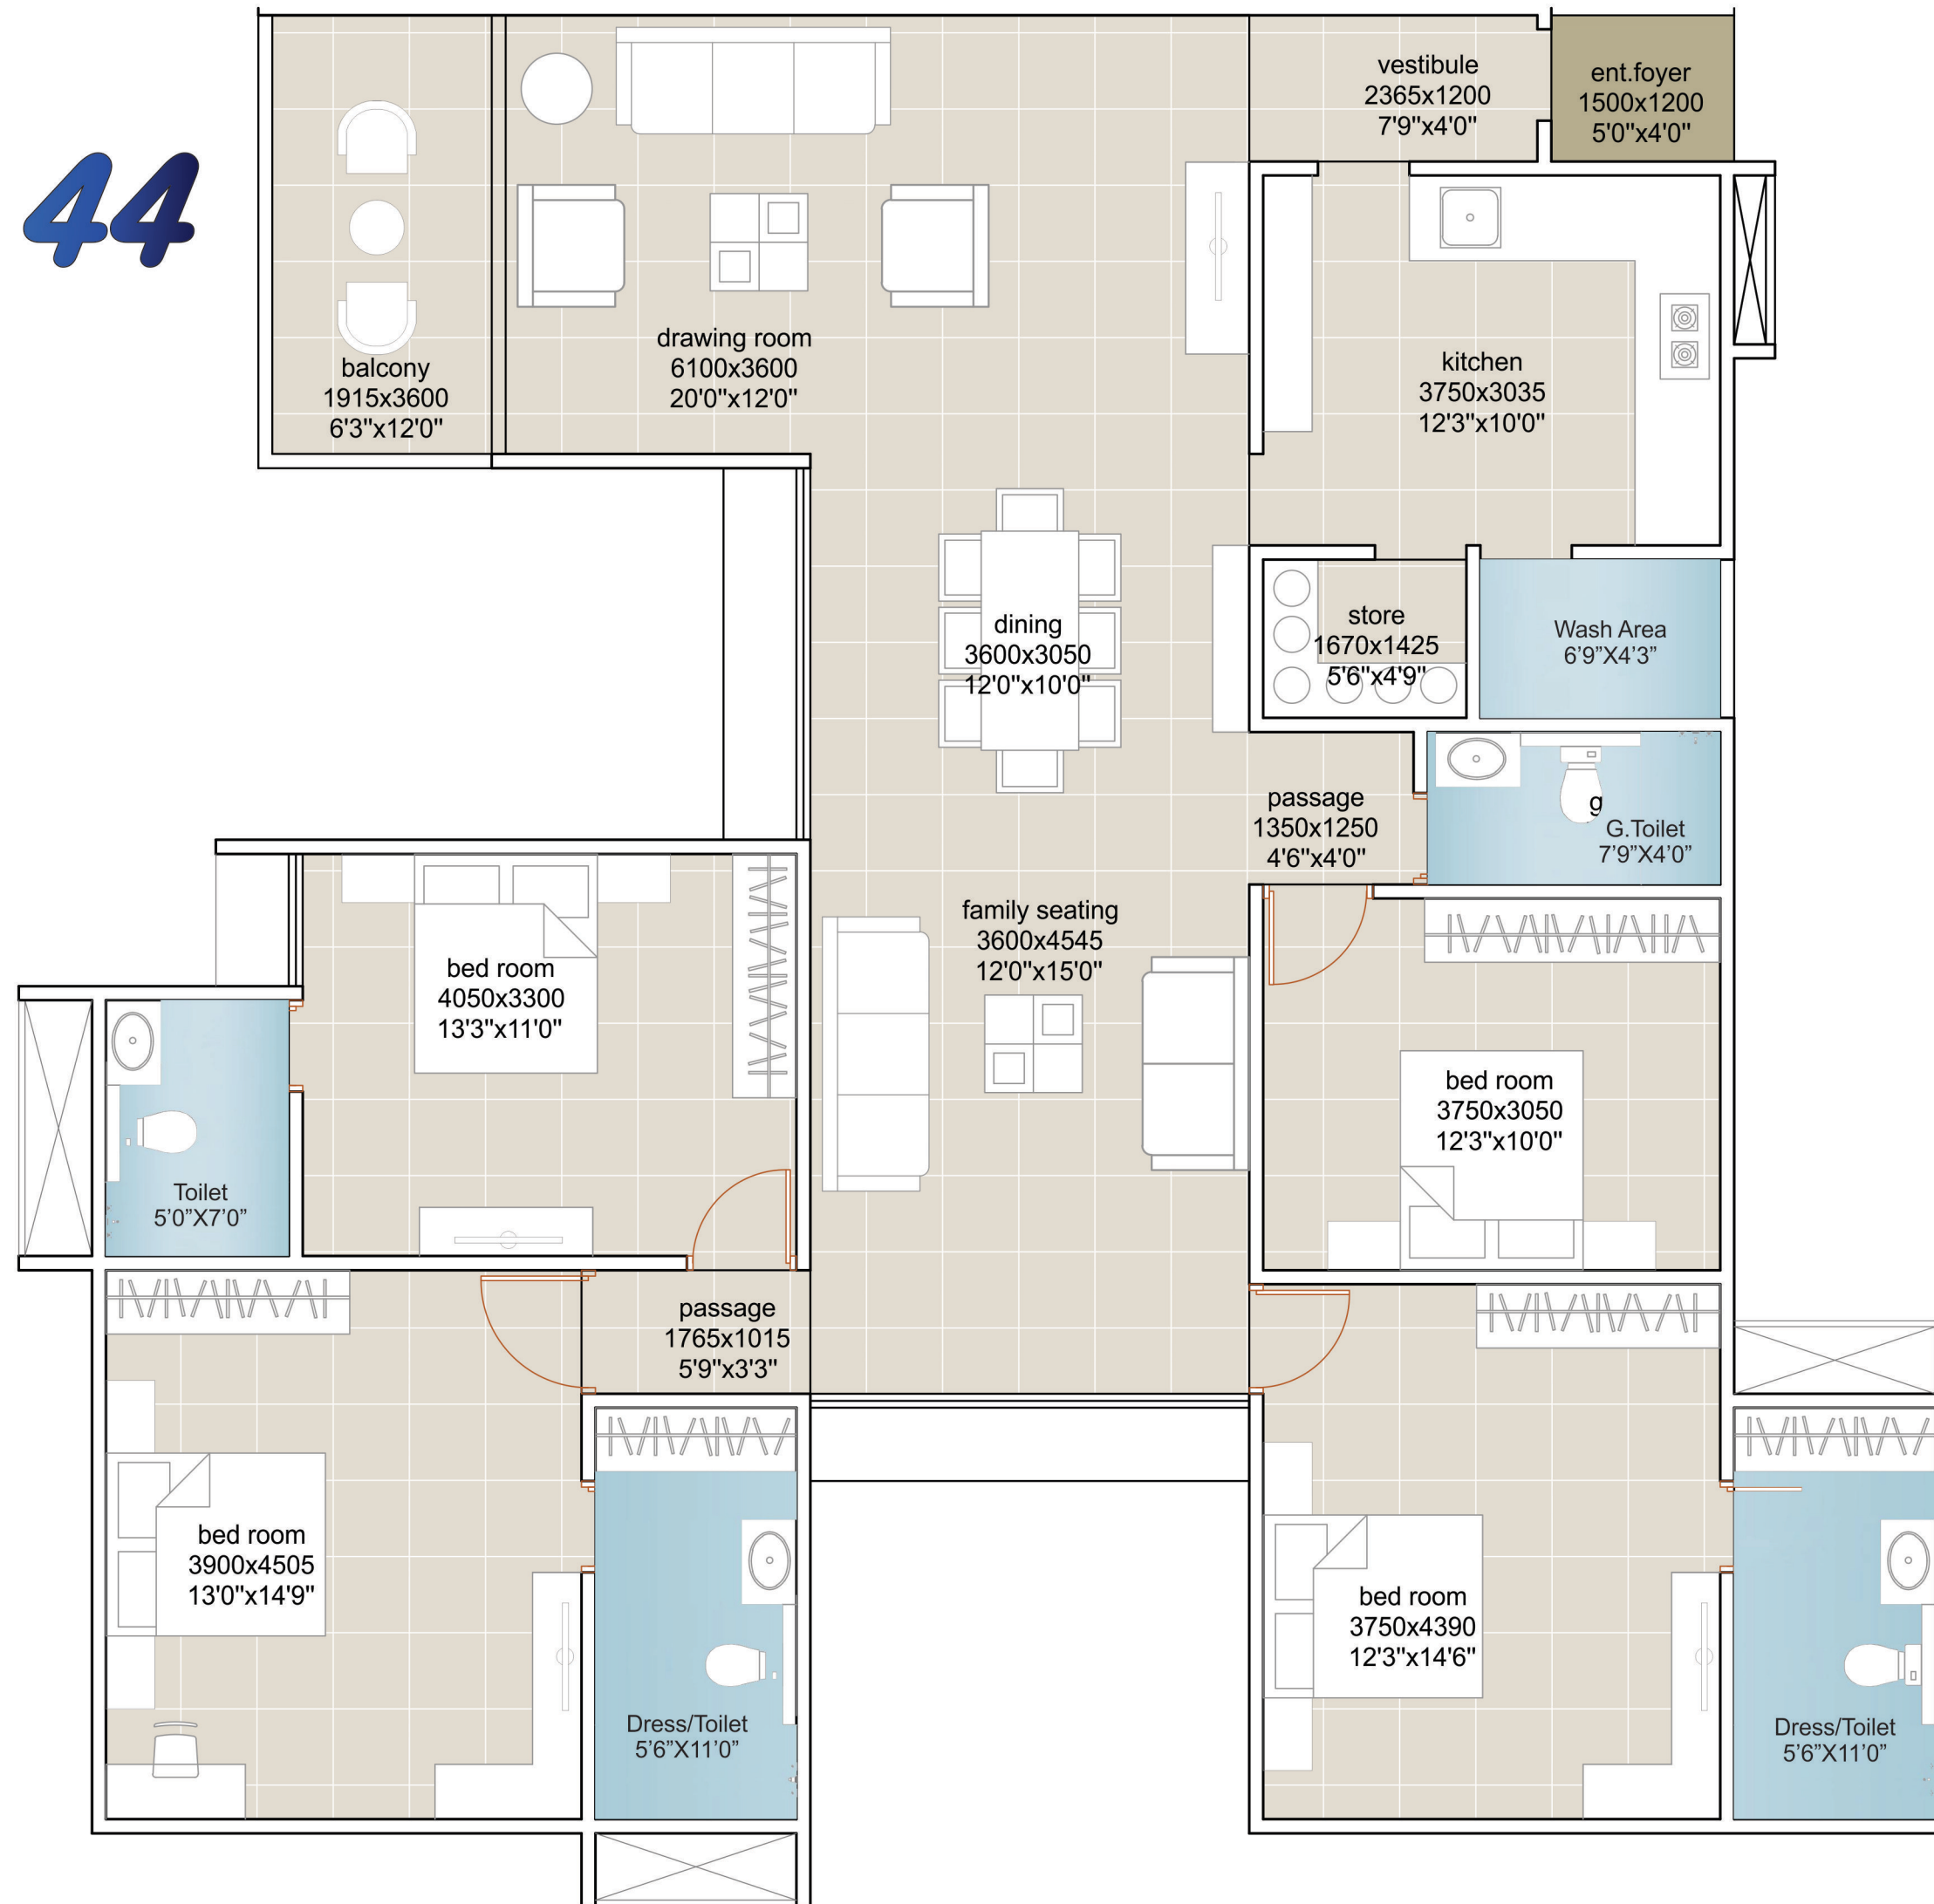 44
vestibule
2365x1200
7'9"x4'0"
ent.foyer
1500x1200
5'0"x4'0"
balcony
1915x3600
6'3"x12'0"
drawing room
6100x3600
20'0"x12'0"
kitchen
3750x3035
12'3"x10'0"
dining
3600x3050
12'0"x10'0"
store
1670x1425
5'6"x4'9"
Wash Area
6’9”X4’3”
passage
1350x1250
4'6"x4'0"
g
G.Toilet
7’9”X4’0”
family seating
3600x4545
12'0"x15'0"
bed room
4050x3300
13'3"x11'0"
bed room
3750x3050
12'3"x10'0"
Toilet
5’0”X7’0”
passage
1765x1015
5'9"x3'3"
bed room
3900x4505
13'0"x14'9"
bed room
3750x4390
12'3"x14'6"
Dress/Toilet
5’6”X11’0”
Dress/Toilet
5’6”X11’0”